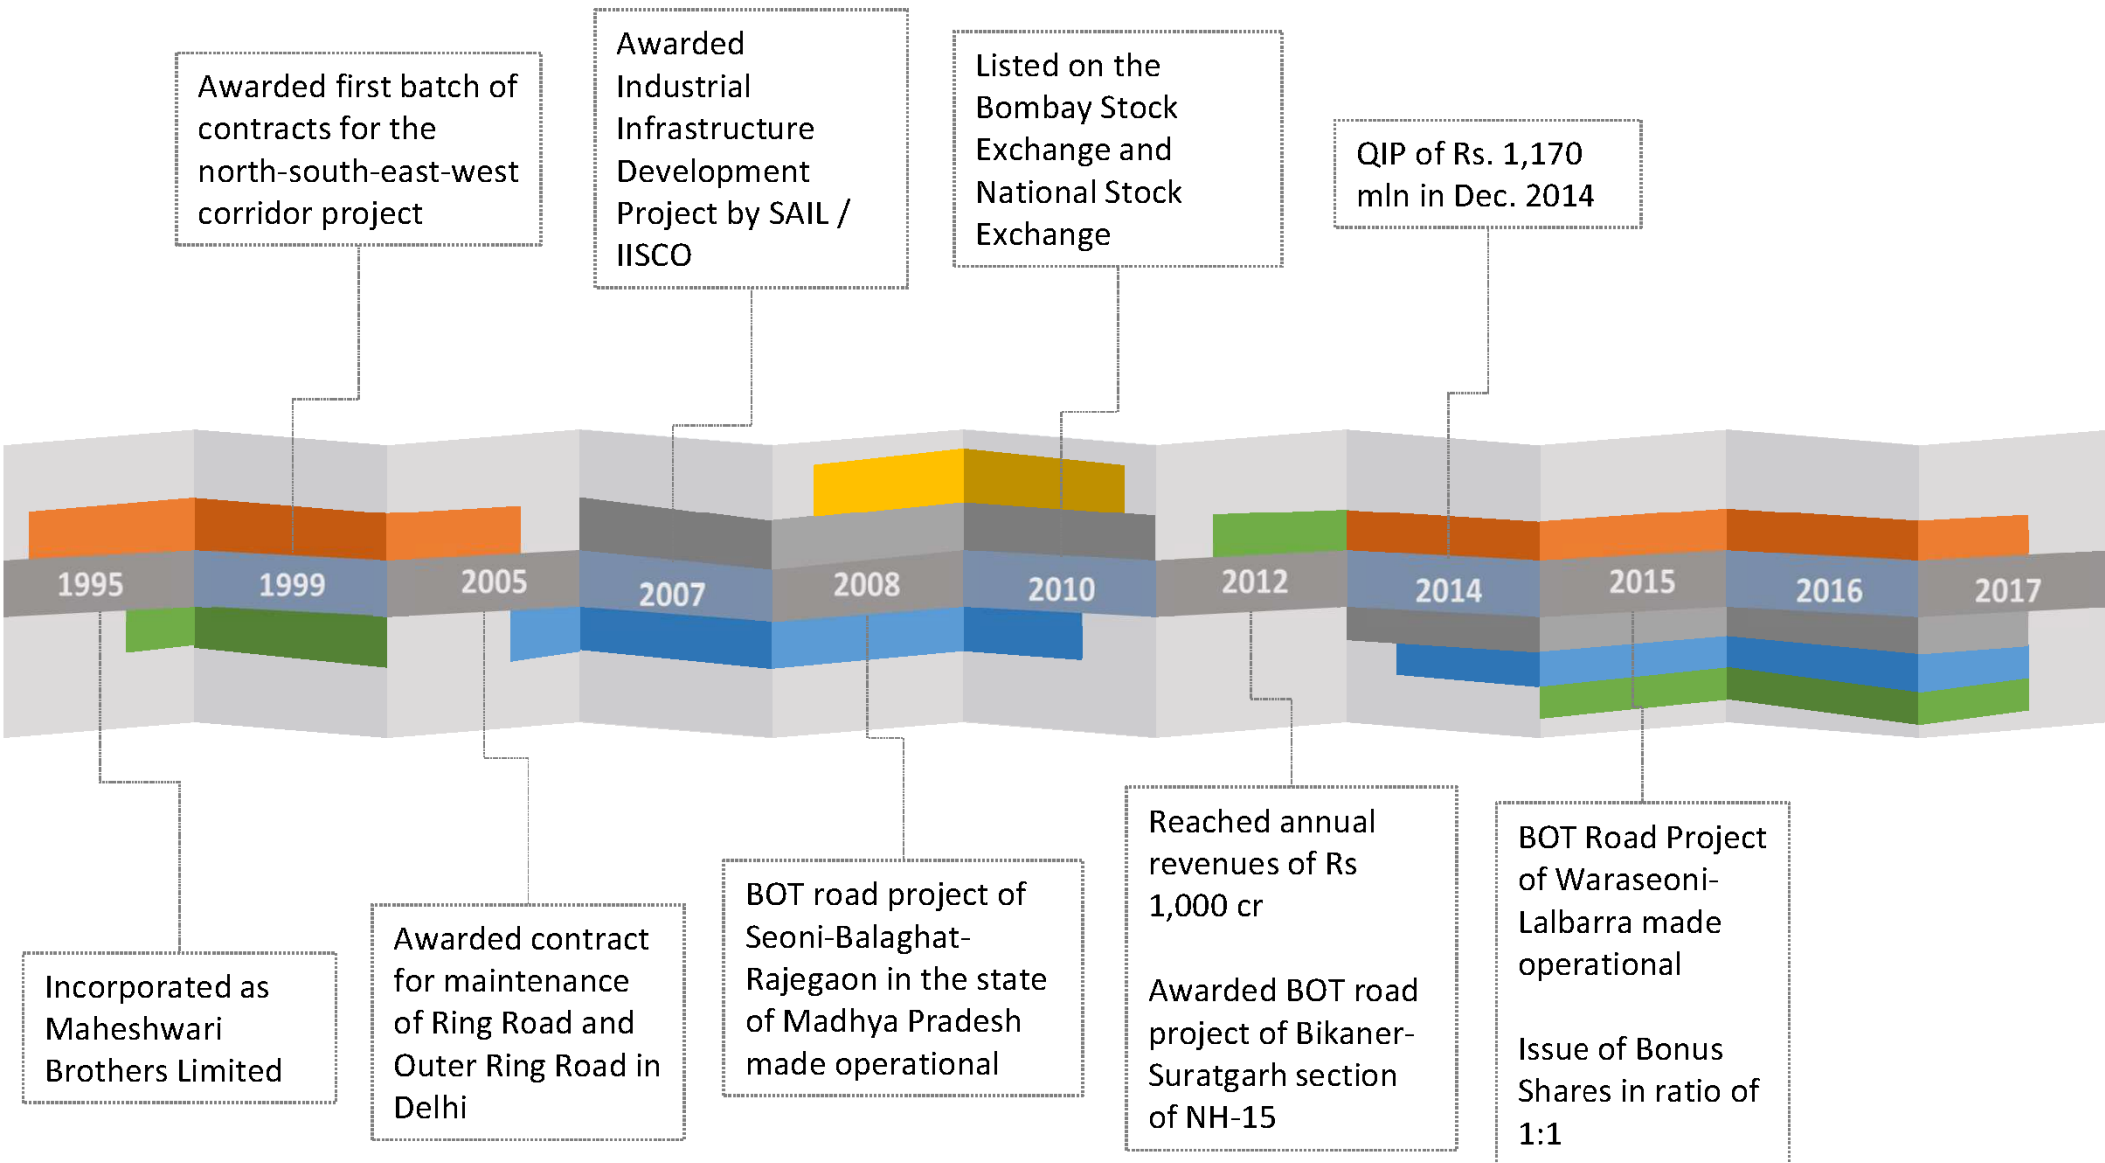 Awarded first batch of
contracts for the
north-south-east-west
corridor project
Awarded
Industrial
Infrastructure
Development
Project by SAIL /
IISCO
Listed on the
Bombay Stock
Exchange and
National Stock
Exchange
QIP of Rs. 1,170
mln in Dec. 2014
1995
1999
2005
2007
2008
2010
2012
2014
2015
2016
2017
Incorporated as
Maheshwari
Brothers Limited
Awarded contract
for maintenance
of Ring Road and
Outer Ring Road in
Delhi
BOT road project of
Seoni-Balaghat-
Rajegaon in the state
of Madhya Pradesh
made operational
Reached annual
revenues of Rs
1,000 cr
Awarded BOT road
project of Bikaner-
Suratgarh section
of NH-15
BOT Road Project
of Waraseoni-
Lalbarra made
operational
Issue of Bonus
Shares in ratio of
1:1